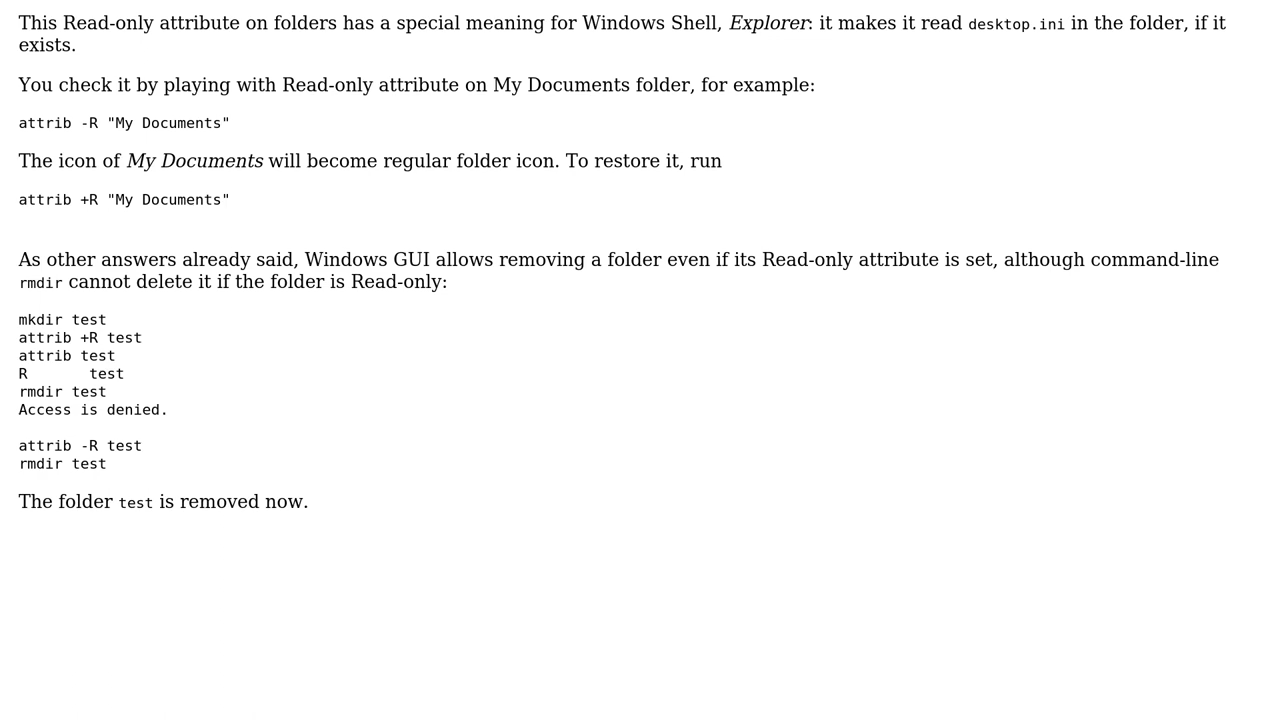 This Read-only attribute on folders has a special meaning for Windows Shell, Explorer: it makes it read desktop.ini in the folder, if it
exists.
You check it by playing with Read-only attribute on My Documents folder, for example:
attrib -R "My Documents"
The icon of My Documents will become regular folder icon. To restore it, run
attrib +R "My Documents"
As other answers already said, Windows GUI allows removing a folder even if its Read-only attribute is set, although command-line
rmdir cannot delete it if the folder is Read-only:
mkdir test
attrib +R test
attrib test
R       test
rmdir test
Access is denied.
attrib -R test
rmdir test
The folder test is removed now.